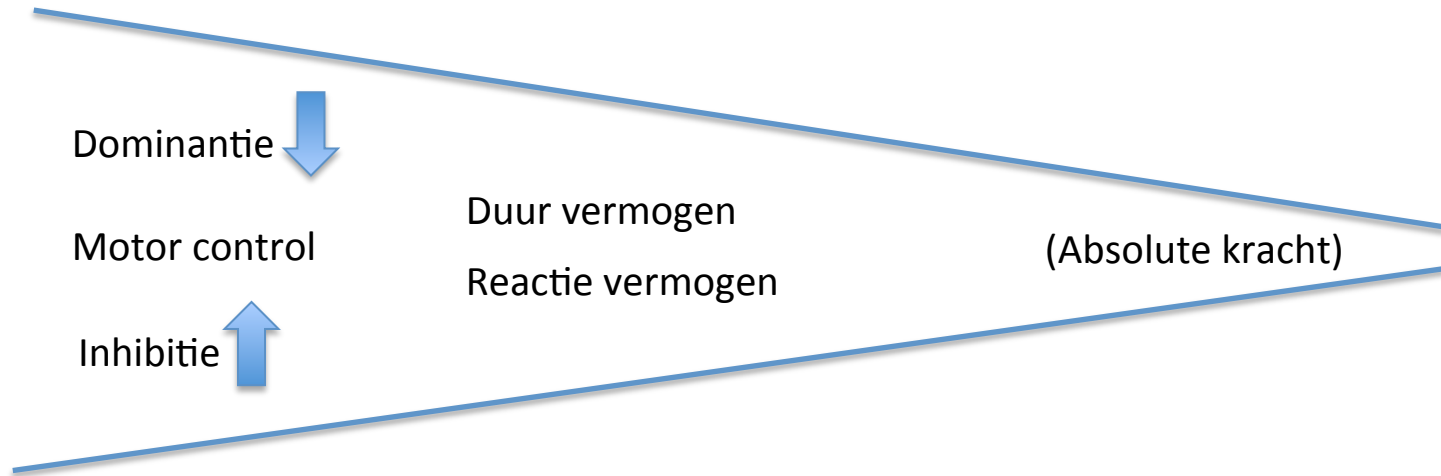 Dominantie
Motor control
Inhibitie
Duur vermogen
Reactie vermogen
(Absolute kracht)